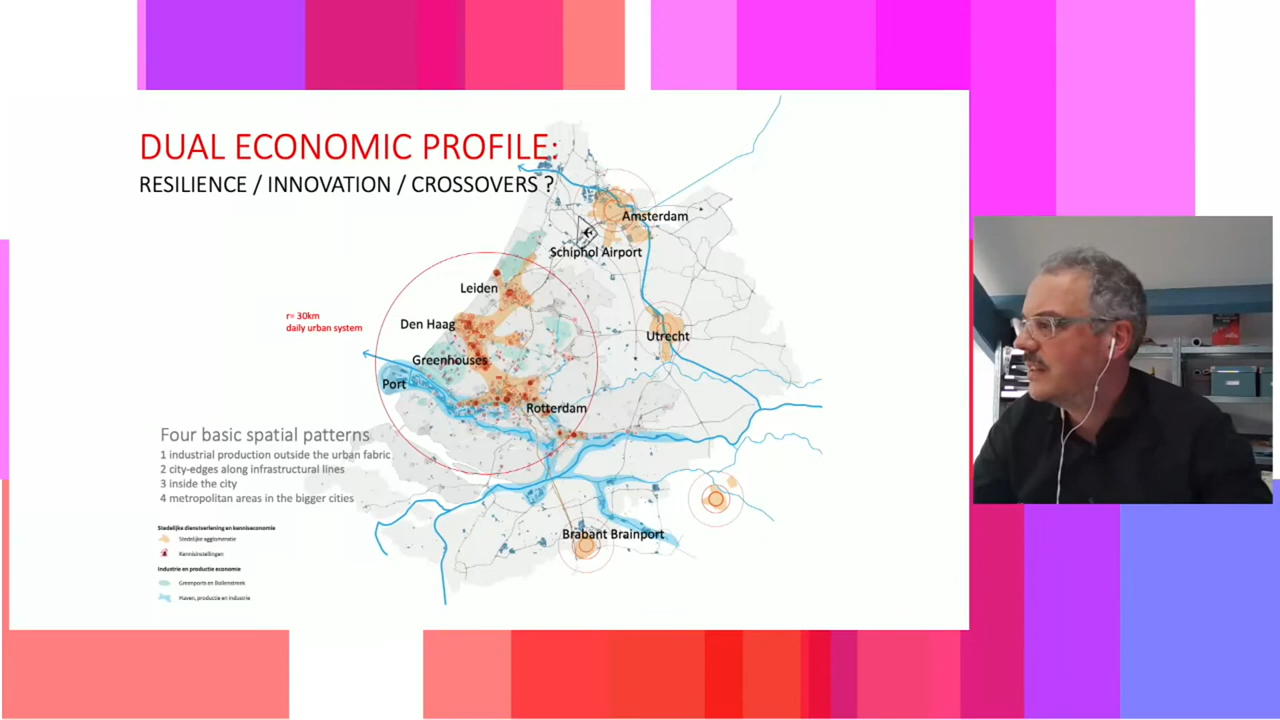 DUAL ECONOMIC PROFILE:
RESILIENCE / INNOVATION / CROSSOVERS ?
Amsterdam
Schiphol Airport
Leiden
r= 30km
daily urban system
Den Haag
Utrecht
Greenhouses
Port
Rotterdam
Four basic spatial patterns
1 industrial production outside the urban fabric
2 city-edges along infrastructural lines
3 inside the city
4 metropolitan areas in the bigger cities
Brabant Brainport
Stedelijke dienstverlening en kenniseconomie
Stedelijke agglomeratie
Kennisinstellingen
Industrie en productie economie
Greenports en Bollenstreek
Haven, productie en industrie